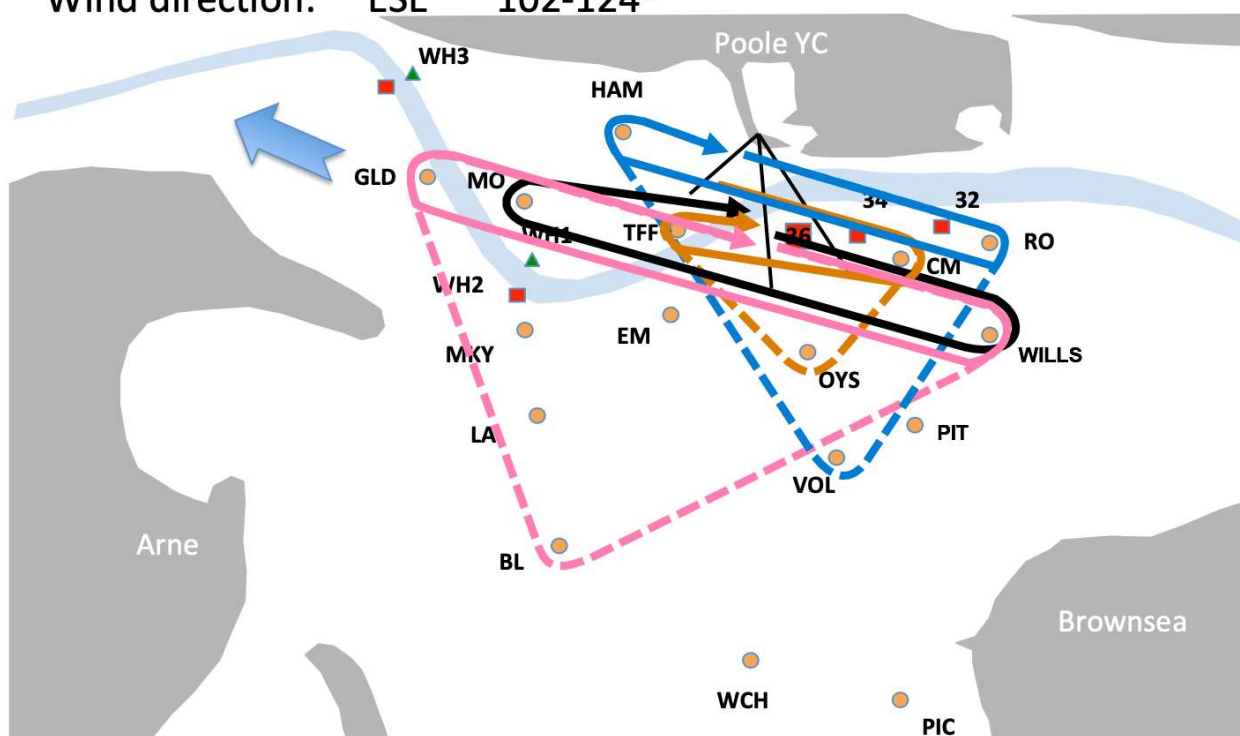 Wind direction: ESE 102-124°
Poole YC
WH3
HAM
GLD
MO
34
32
WH1
TFF
36
RO
CM
WH2
EM
MKY
WILLS
OYS
LA
PIT
VOL
Arne
BL
Brownsea
WCH
PIC